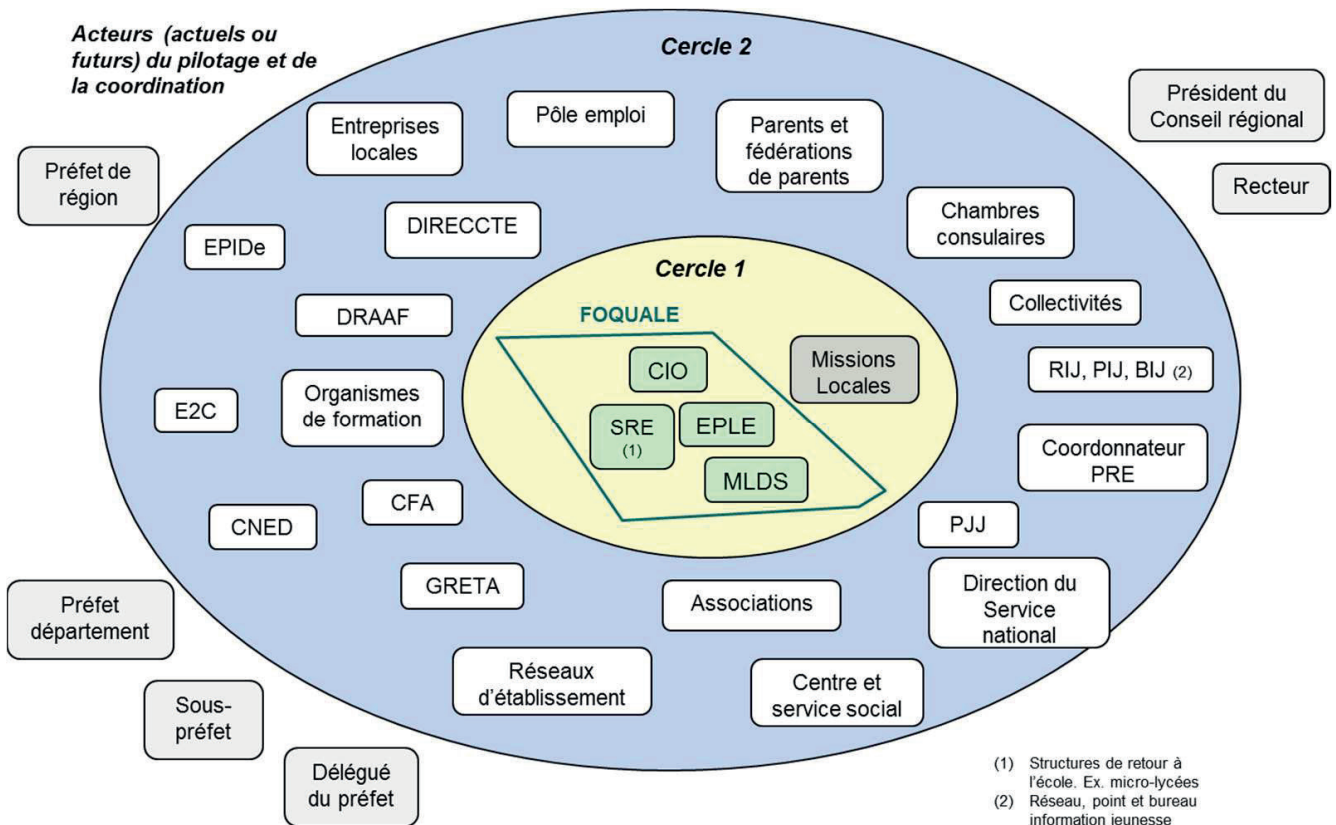 Acteurs (actuels ou
futurs) du pilotage et de
la coordination
Cercle 2
Président du
Conseil régional
Recteur
Préfet de
région
Entreprises
locales
Pôle emploi
Parents et
fédérations
de parents
Chambres
consulaires
DIRECCTE
EPIDe
Cercle 1
Collectivités
DRAAF
FOQUALE
Missions
Locales
RIJ, PIJ, BIJ (2)
CIO
E2C
Organismes
de formation
SRE
(1)
EPLE
Coordonnateur
PRE
MLDS
CFA
CNED
PJJ
GRETA
Associations
Direction du
Service
national
Préfet
département
Réseaux
d'établissement
Centre et
service social
Sous-
préfet
Délégué
du préfet
(1) Structures de retour à
l'école. Ex. micro-lycées
(2) Réseau, point et bureau
information jeunesse